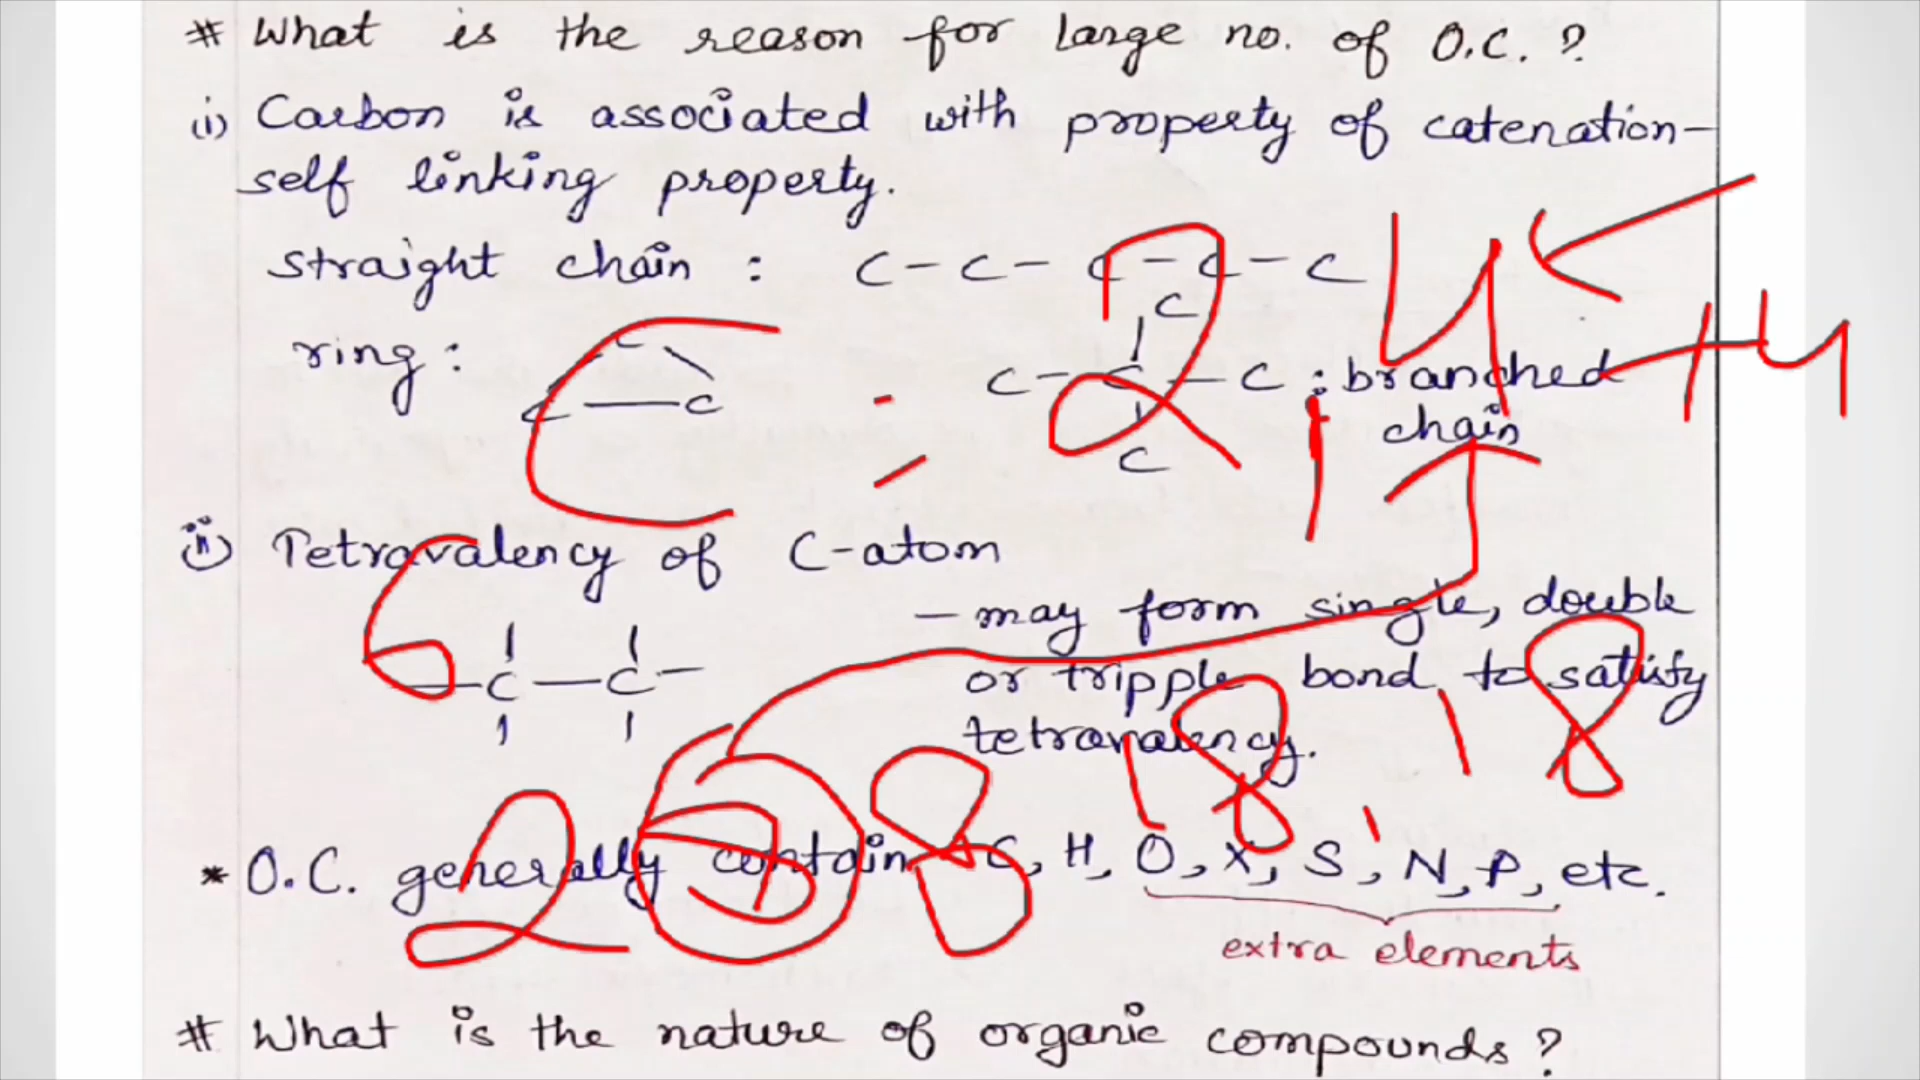 # What is the reason for large no. of O.C. ?
(i) Carbon is associated with property of catenation-
self linking property.
straight chain : C - C - C - C - C
C
ring :
C
C - C - C : branched
C — C
chain
C
(ii) Tetravalency of C-atom
- may form single, double
or tripple bond to satisfy
— C — C —
tetravalency.
* O.C. generally contain C, H, O, X, S, N, P, etc.
extra elements
# What is the nature of organic compounds ?
C = 2 , 4
+4
6
2 8 8 18 18